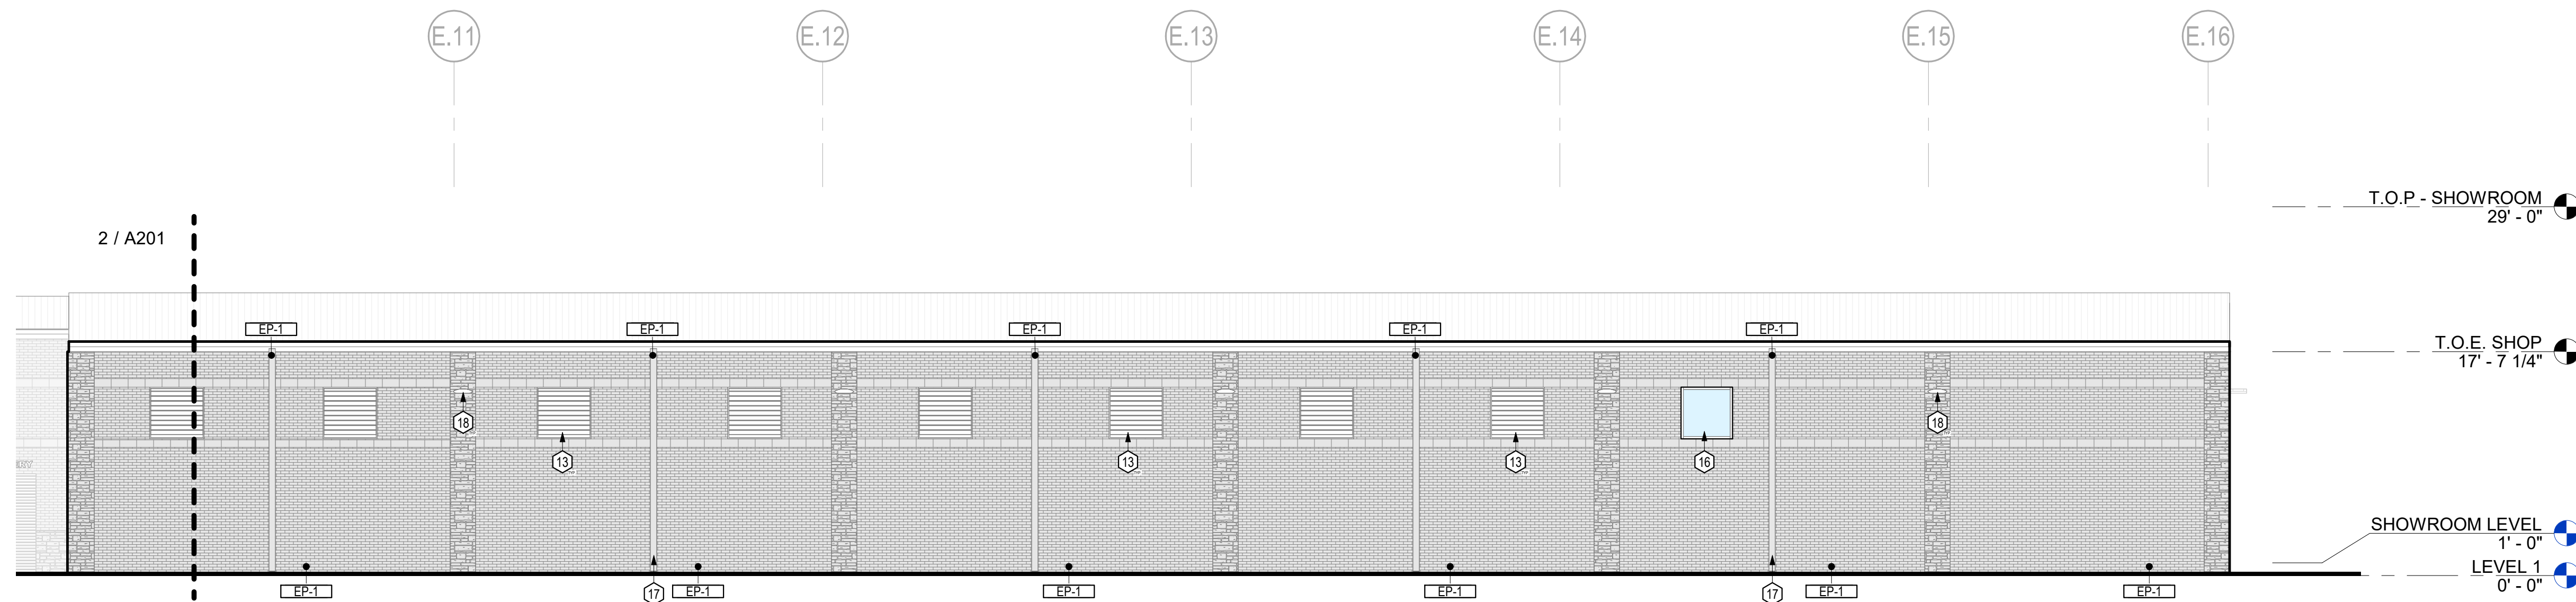 E.11
E.12
E.13
E.14
E.15
E.16
T.O.P - SHOWROOM
29' - 0"
2 / A201
EP-1
EP-1
EP-1
EP-1
EP-1
T.O.E. SHOP
17' - 7 1/4"
18
18
13
13
13
16
SHOWROOM LEVEL
1' - 0"
LEVEL 1
0' - 0"
EP-1
17
EP-1
EP-1
EP-1
17
EP-1
EP-1